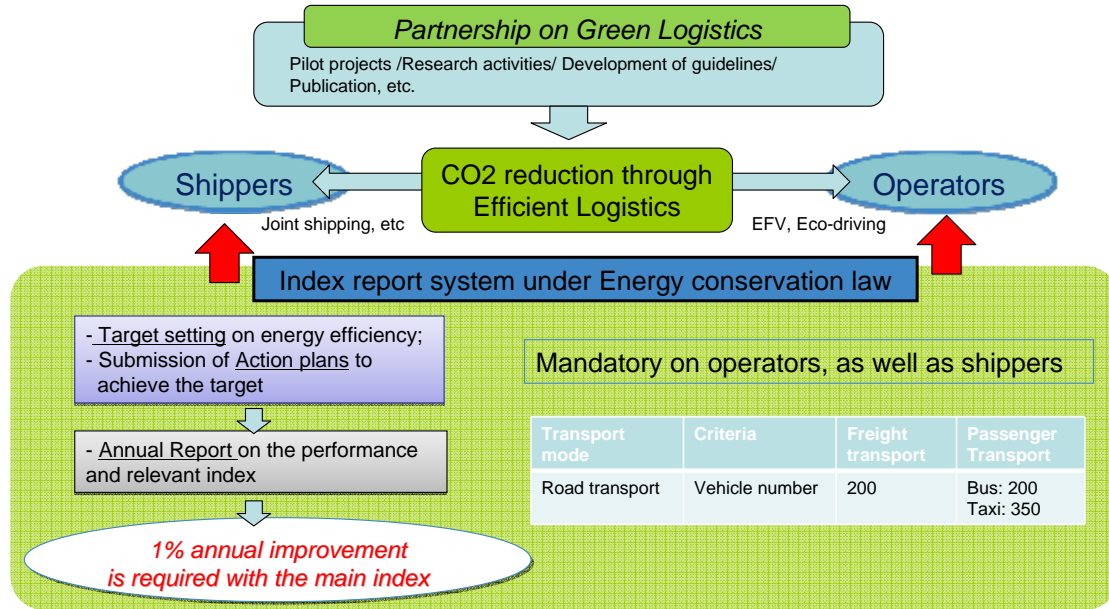 Partnership on Green Logistics
Pilot projects /Research activities/ Development of guidelines/
Publication, etc.
Shippers
CO2 reduction through
Efficient Logistics
Operators
Joint shipping, etc
EFV, Eco-driving
Index report system under Energy conservation law
- Target setting on energy efficiency;
- Submission of Action plans to
achieve the target
Mandatory on operators, as well as shippers
- Annual Report on the performance
and relevant index
Transport mode Criteria Freight transport Passenger Transport
Road transport Vehicle number 200 Bus: 200
Taxi: 350
1% annual improvement
is required with the main index